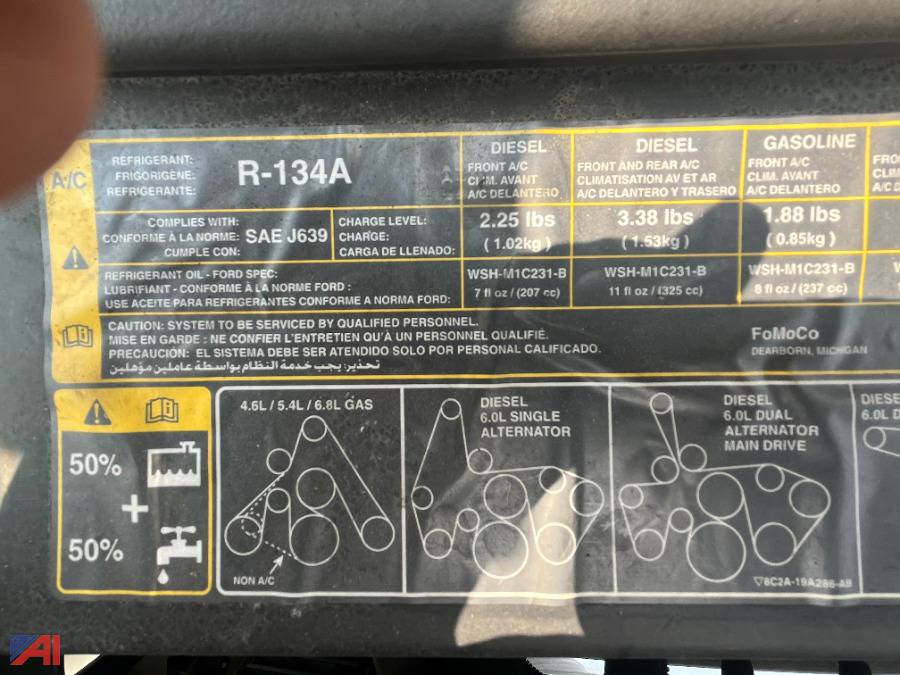 A/C
REFRIGERANT:
FRIGORIGÈNE:
REFRIGERANTE:
R-134A
DIESEL
FRONT A/C
CLIM. AVANT
A/C DELANTERO
DIESEL
FRONT AND REAR A/C
CLIMATISATION AV ET AR
A/C DELANTERO Y TRASERO
GASOLINE
FRONT A/C
CLIM. AVANT
A/C DELANTERO
COMPLIES WITH:
CONFORME À LA NORME:
CUMPLE CON:
SAE J639
CHARGE LEVEL:
CHARGE:
CARGA DE LLENADO:
2.25 lbs
(1.02kg)
3.38 lbs
(1.53kg)
1.88 lbs
(0.85kg)
REFRIGERANT OIL - FORD SPEC:
LUBRIFIANT - CONFORME À LA NORME FORD :
USE ACEITE PARA REFRIGERANTES CONFORME A NORMA FORD:
WSH-M1C231-B
7 fl oz / (207 cc)
WSH-M1C231-B
11 fl oz / (325 cc)
WSH-M1C231-B
8 fl oz / (237 cc)
CAUTION: SYSTEM TO BE SERVICED BY QUALIFIED PERSONNEL.
MISE EN GARDE : NE CONFIER L'ENTRETIEN QU'À UN PERSONNEL QUALIFIÉ.
PRECAUCIÓN: EL SISTEMA DEBE SER ATENDIDO SOLO POR PERSONAL CALIFICADO.
تحذير: يجب خدمة النظام بواسطة عاملين مؤهلين
FoMoCo
DEARBORN, MICHIGAN
50%
+
50%
4.6L / 5.4L / 6.8L GAS
NON A/C
DIESEL
6.0L SINGLE
ALTERNATOR
DIESEL
6.0L DUAL
ALTERNATOR
MAIN DRIVE
8C2A-19A286-AB
DIESE
6.0L D
AI